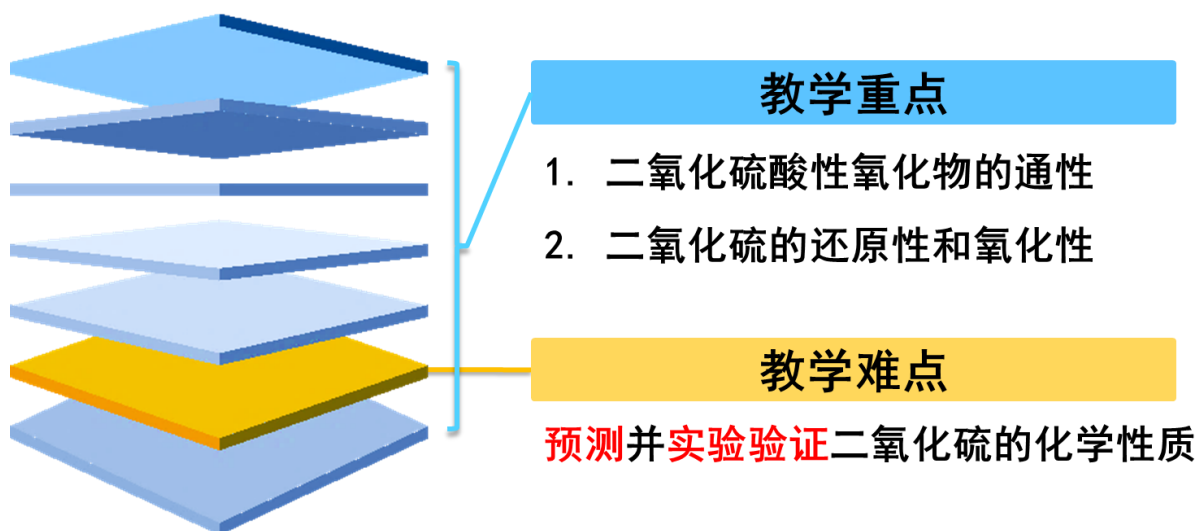 教学重点
1. 二氧化硫酸性氧化物的通性
2. 二氧化硫的还原性和氧化性
教学难点
预测并实验验证二氧化硫的化学性质